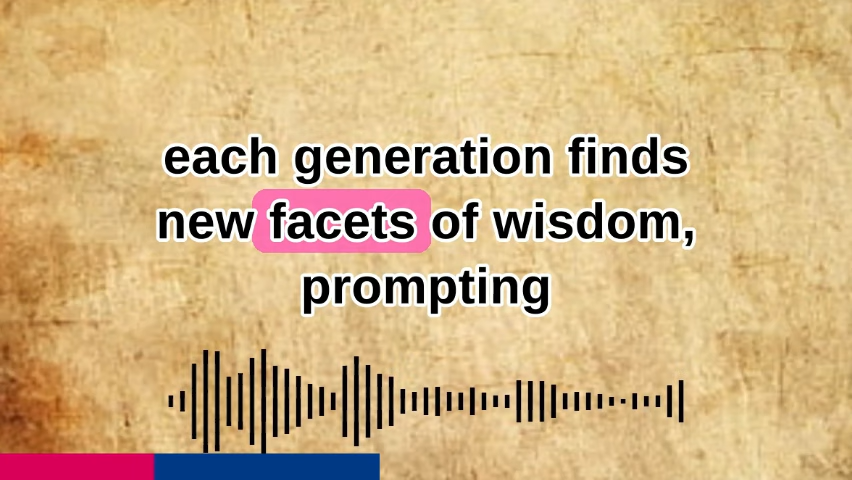 each generation finds
new facets of wisdom,
prompting